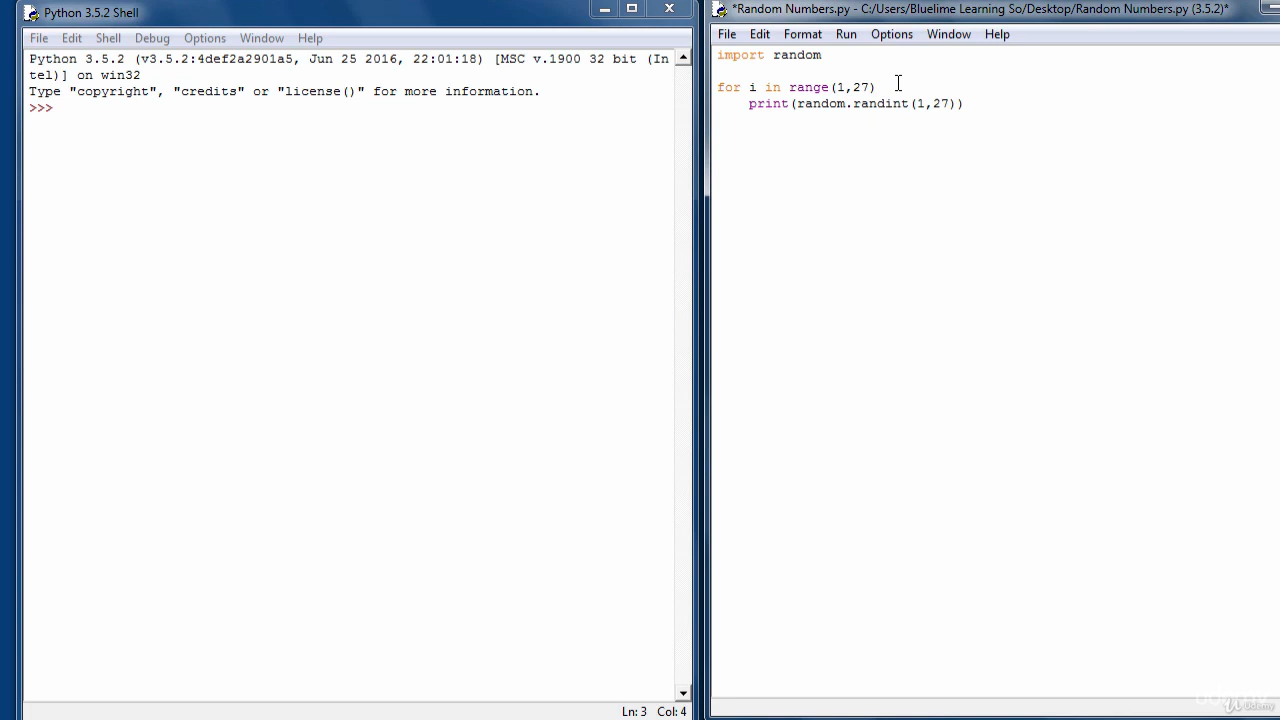 Python 3.5.2 Shell
File Edit Shell Debug Options Window Help
Python 3.5.2 (v3.5.2:4def2a2901a5, Jun 25 2016, 22:01:18) [MSC v.1900 32 bit (In
tel)] on win32
Type "copyright", "credits" or "license()" for more information.
>>>
Ln: 3 Col: 4
*Random Numbers.py - C:/Users/Bluelime Learning So/Desktop/Random Numbers.py (3.5.2)*
File Edit Format Run Options Window Help
import random
for i in range(1,27)
print(random.randint(1,27))
Udemy